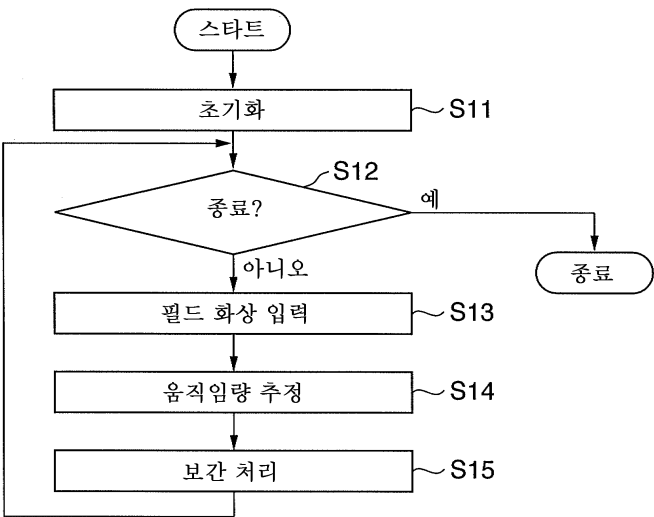 스타트
초기화
S11
S12
종료?
예
아니오
종료
필드 화상 입력
S13
움직임량 추정
S14
보간 처리
S15